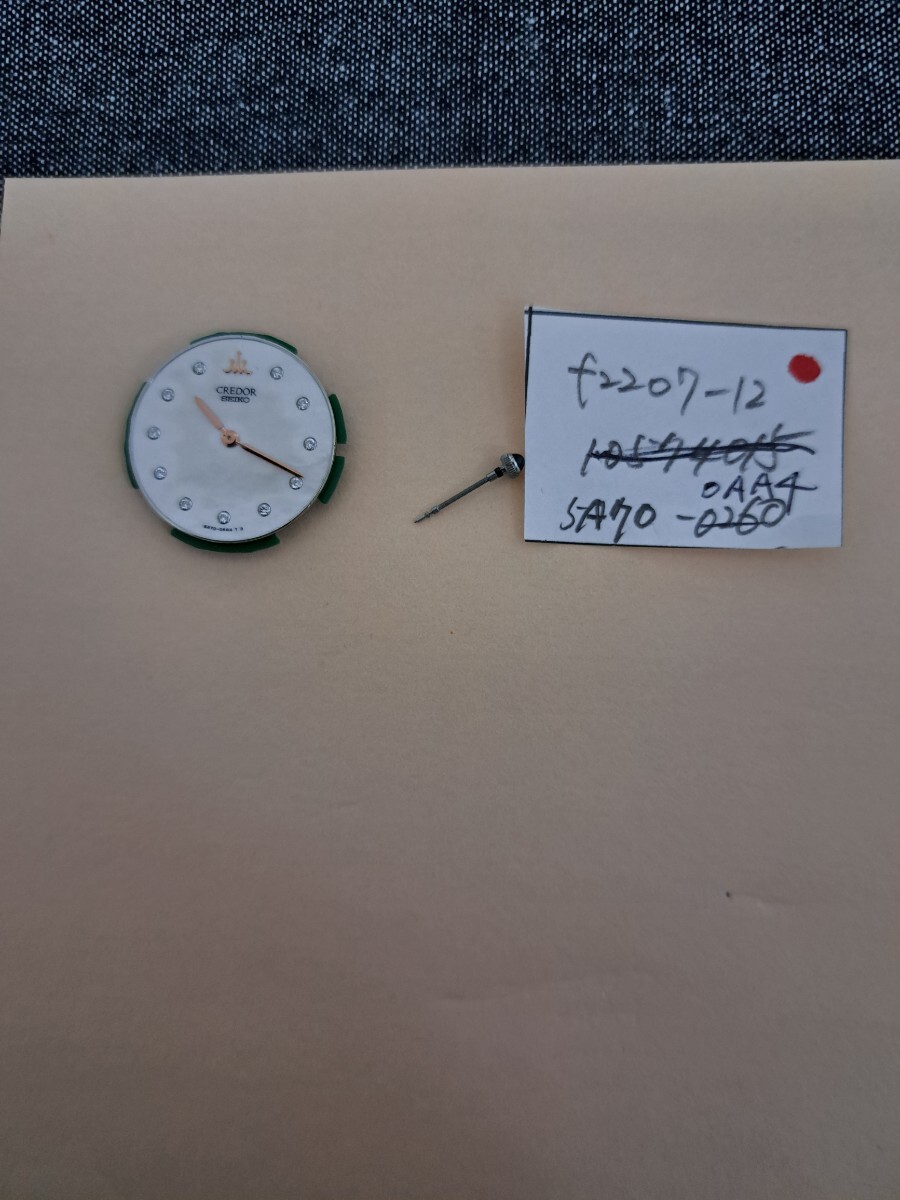 CREDOR
SEIKO
f2207-12
0AA4
5A70-0260